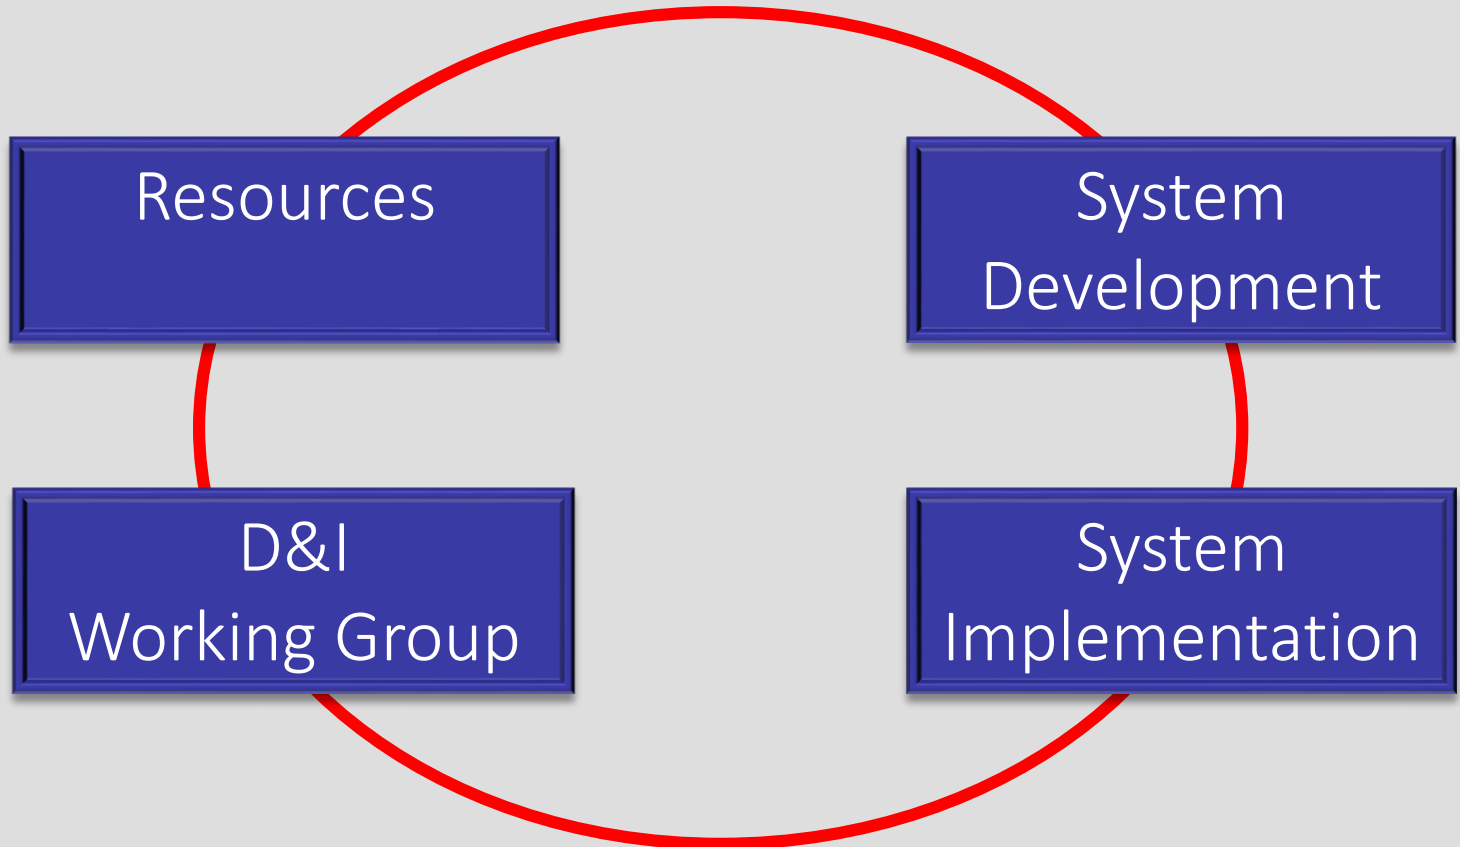 Resources
System
Development
D&I
Working Group
System
Implementation